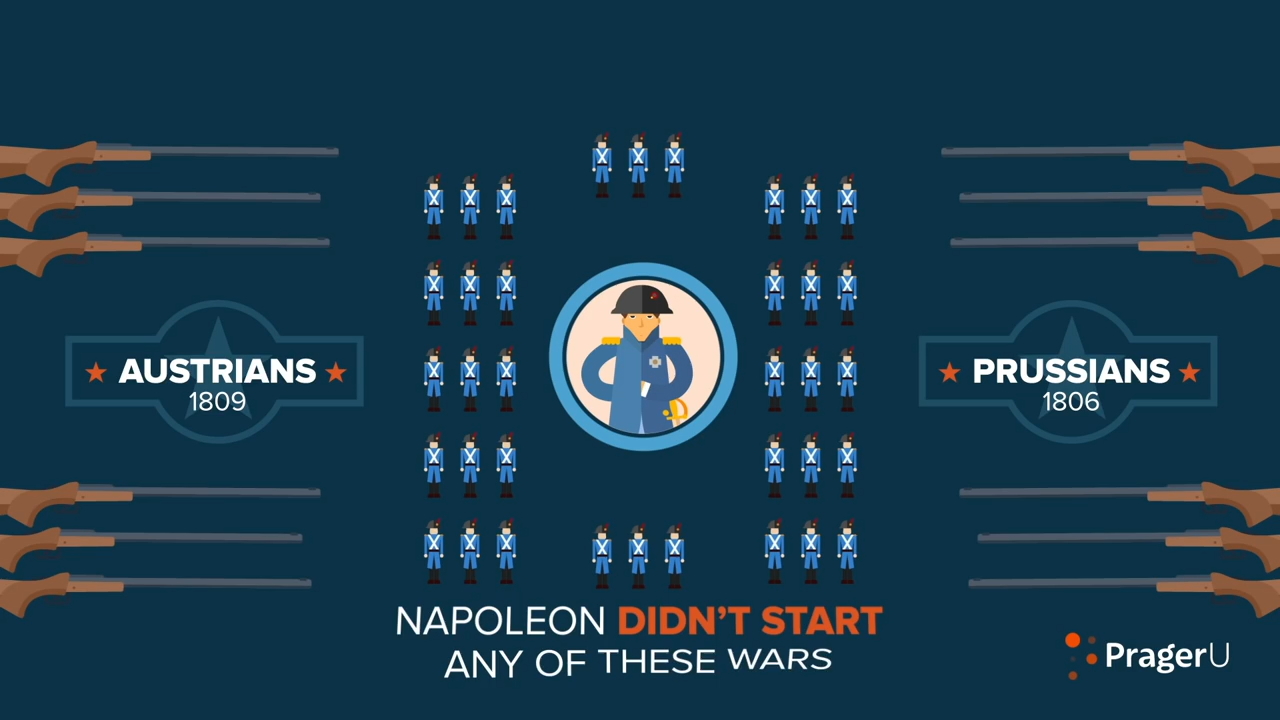 AUSTRIANS
1809
PRUSSIANS
1806
NAPOLEON DIDN'T START
ANY OF THESE WARS
PragerU